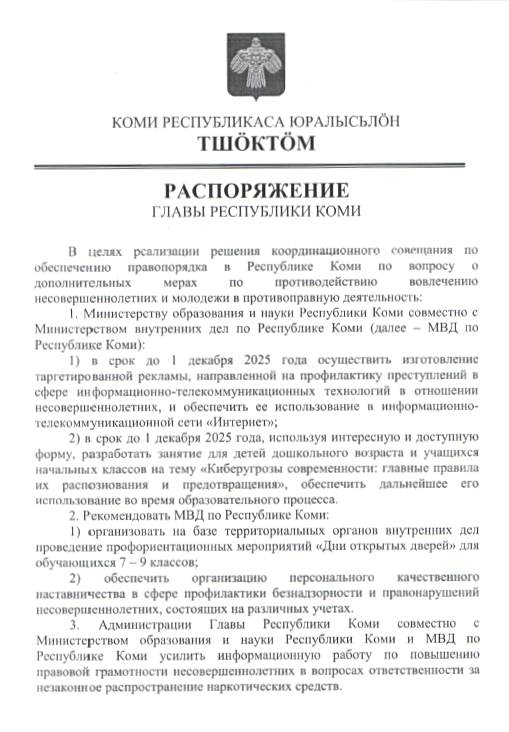 КОМИ РЕСПУБЛИКАСА ЮРАЛЫСЬЛӦН
ТШӦКТӦМ
РАСПОРЯЖЕНИЕ
ГЛАВЫ РЕСПУБЛИКИ КОМИ
В целях реализации решения координационного совещания по
обеспечению правопорядка в Республике Коми по вопросу о
дополнительных мерах по противодействию вовлечению
несовершеннолетних и молодежи в противоправную деятельность:
1. Министерству образования и науки Республики Коми совместно с
Министерством внутренних дел по Республике Коми (далее – МВД по
Республике Коми):
1) в срок до 1 декабря 2025 года осуществить изготовление
таргетированной рекламы, направленной на профилактику преступлений в
сфере информационно-телекоммуникационных технологий в отношении
несовершеннолетних, и обеспечить ее использование в информационно-
телекоммуникационной сети «Интернет»;
2) в срок до 1 декабря 2025 года, используя интересную и доступную
форму, разработать занятие для детей дошкольного возраста и учащихся
начальных классов на тему «Киберугрозы современности: главные правила
их распознования и предотвращения», обеспечить дальнейшее его
использование во время образовательного процесса.
2. Рекомендовать МВД по Республике Коми:
1) организовать на базе территориальных органов внутренних дел
проведение профориентационных мероприятий «Дни открытых дверей» для
обучающихся 7 – 9 классов;
2) обеспечить организацию персонального качественного
наставничества в сфере профилактики безнадзорности и правонарушений
несовершеннолетних, состоящих на различных учетах.
3. Администрации Главы Республики Коми совместно с
Министерством образования и науки Республики Коми и МВД по
Республике Коми усилить информационную работу по повышению
правовой грамотности несовершеннолетних в вопросах ответственности за
незаконное распространение наркотических средств.